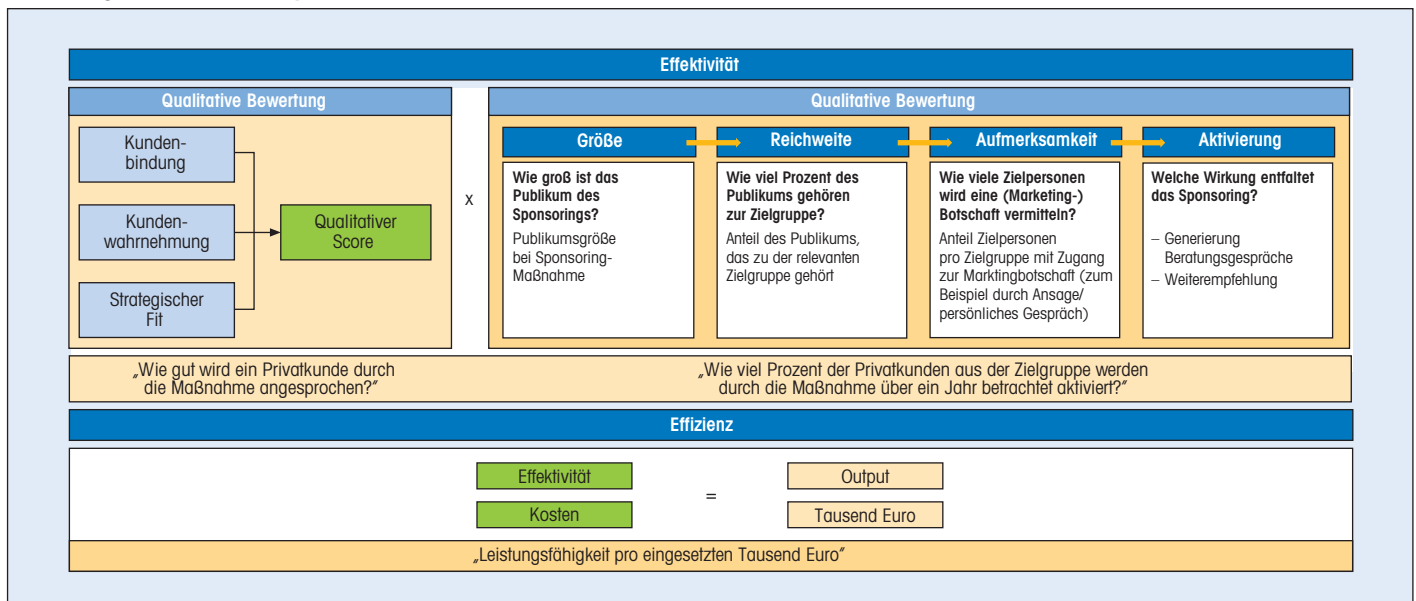 Effektivität
Qualitative Bewertung
Kunden-
bindung
Kunden-
wahrnehmung
Strategischer
Fit
Qualitativer
Score
x
Qualitative Bewertung
Größe
Wie groß ist das
Publikum des
Sponsorings?
Publikumsgröße
bei Sponsoring-
Maßnahme
Reichweite
Wie viel Prozent des
Publikums gehören
zur Zielgruppe?
Anteil des Publikums,
das zu der relevanten
Zielgruppe gehört
Aufmerksamkeit
Wie viele Zielpersonen
wird eine (Marketing-)
Botschaft vermitteln?
Anteil Zielpersonen
pro Zielgruppe mit Zugang
zur Marktingbotschaft (zum
Beispiel durch Ansage/
persönliches Gespräch)
Aktivierung
Welche Wirkung entfaltet
das Sponsoring?
– Generierung
Beratungsgespräche
– Weiterempfehlung
„Wie gut wird ein Privatkunde durch
die Maßnahme angesprochen?“
„Wie viel Prozent der Privatkunden aus der Zielgruppe werden
durch die Maßnahme über ein Jahr betrachtet aktiviert?“
Effizienz
Effektivität
Kosten
=
Output
Tausend Euro
„Leistungsfähigkeit pro eingesetzten Tausend Euro“